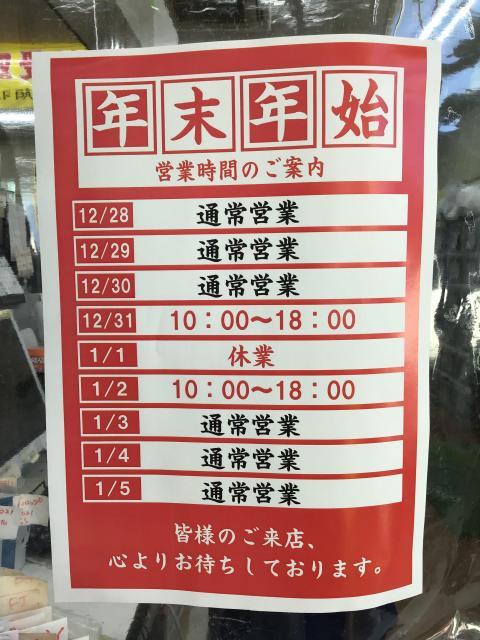 年末年始
営業時間のご案内
12/28 通常営業
12/29 通常営業
12/30 通常営業
12/31 10：00〜18：00
1/1 休業
1/2 10：00〜18：00
1/3 通常営業
1/4 通常営業
1/5 通常営業
皆様のご来店、
心よりお待ちしております。